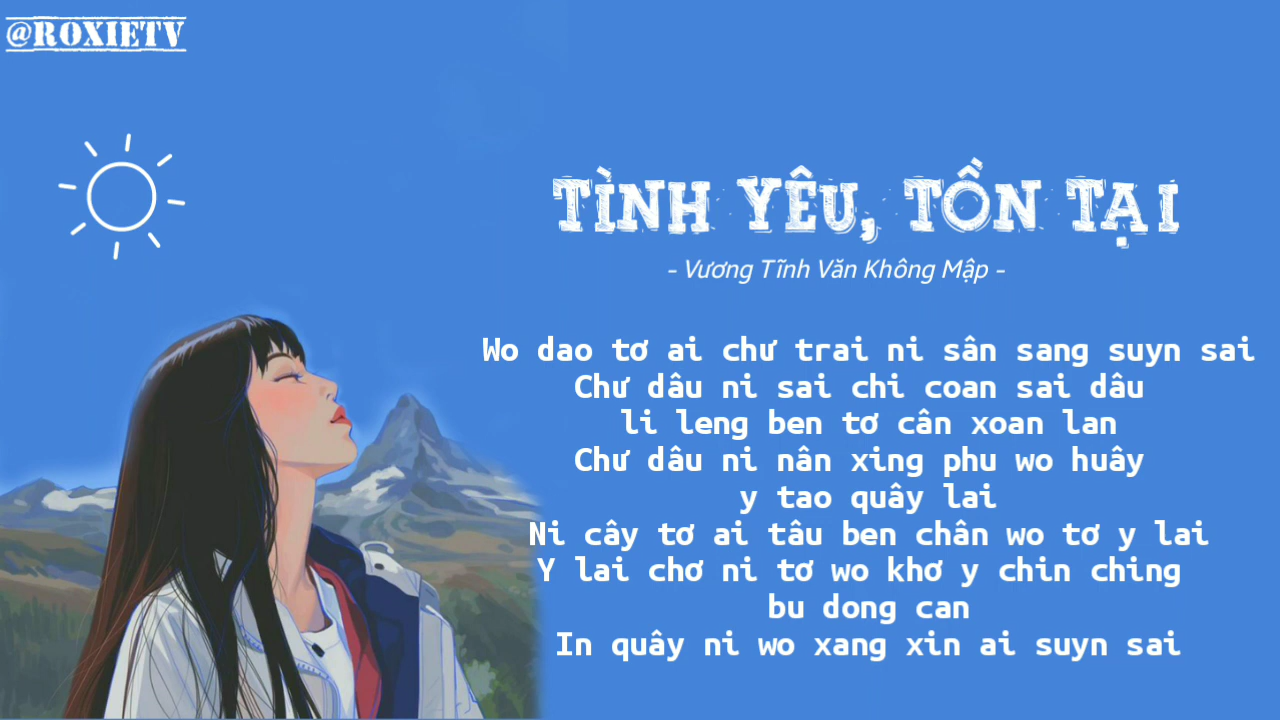 @ROXIETV
TÌNH YÊU, TỒN TẠI
- Vương Tĩnh Văn Không Mập -
Wo dao tơ ai chư trai ni sân sang suyn sai
Chư dâu ni sai chi coan sai dâu
li leng ben tơ cân xoan lan
Chư dâu ni nân xing phu wo huây
y tao quây lai
Ni cây tơ ai tâu ben chân wo tơ y lai
Y lai chơ ni tơ wo khơ y chin ching
bu dong can
In quây ni wo xang xin ai suyn sai